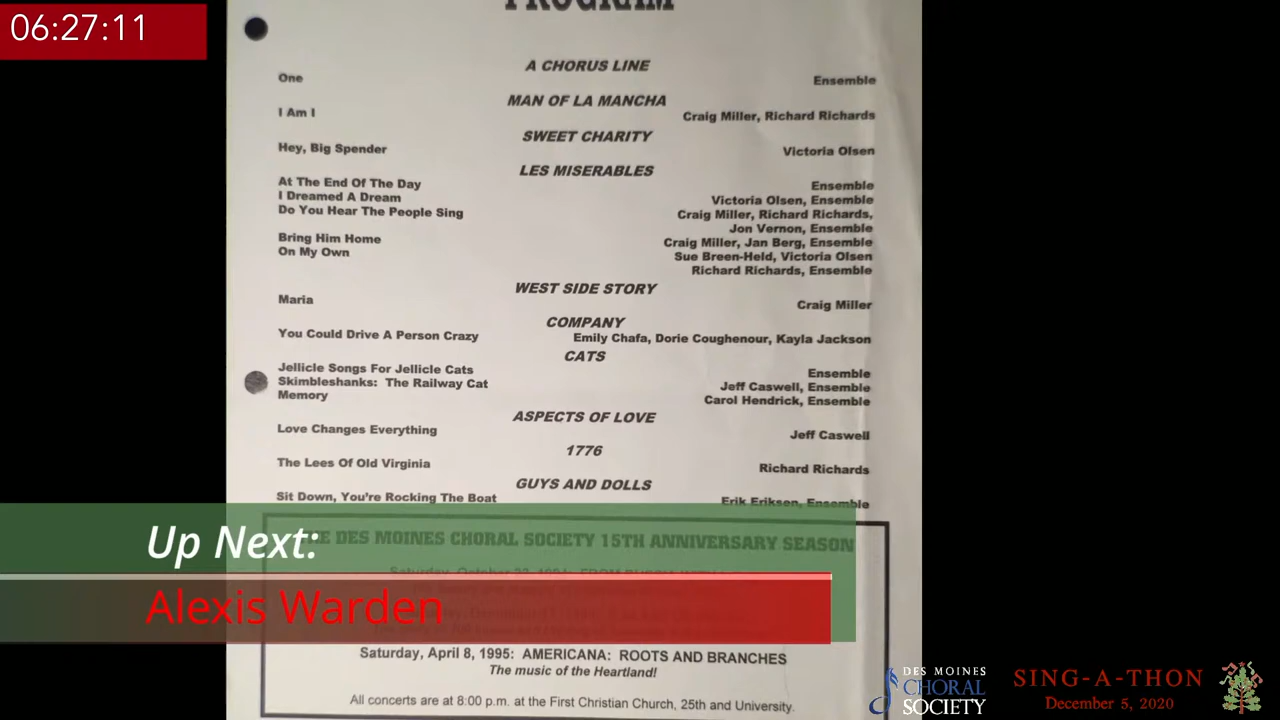 06:27:11
PROGRAM
A CHORUS LINE
One Ensemble
MAN OF LA MANCHA
I Am I Craig Miller, Richard Richards
SWEET CHARITY
Hey, Big Spender Victoria Olsen
LES MISERABLES
At The End Of The Day Ensemble
I Dreamed A Dream Victoria Olsen, Ensemble
Do You Hear The People Sing Craig Miller, Richard Richards,
Jon Vernon, Ensemble
Bring Him Home Craig Miller, Jan Berg, Ensemble
On My Own Sue Breen-Held, Victoria Olsen
Richard Richards, Ensemble
WEST SIDE STORY
Maria Craig Miller
COMPANY
You Could Drive A Person Crazy Emily Chafa, Dorie Coughenour, Kayla Jackson
CATS
Jellicle Songs For Jellicle Cats Ensemble
Skimbleshanks: The Railway Cat Jeff Caswell, Ensemble
Memory Carol Hendrick, Ensemble
ASPECTS OF LOVE
Love Changes Everything Jeff Caswell
1776
The Lees Of Old Virginia Richard Richards
GUYS AND DOLLS
Sit Down, You're Rocking The Boat Erik Eriksen, Ensemble
THE DES MOINES CHORAL SOCIETY 15TH ANNIVERSARY SEASON
Up Next:
Saturday, October 22, 1994: FROM
Alexis Warden
Saturday, April 8, 1995: AMERICANA: ROOTS AND BRANCHES
The music of the Heartland!
All concerts are at 8:00 p.m. at the First Christian Church, 25th and University.
DES MOINES
CHORAL
SOCIETY
SING-A-THON
December 5, 2020